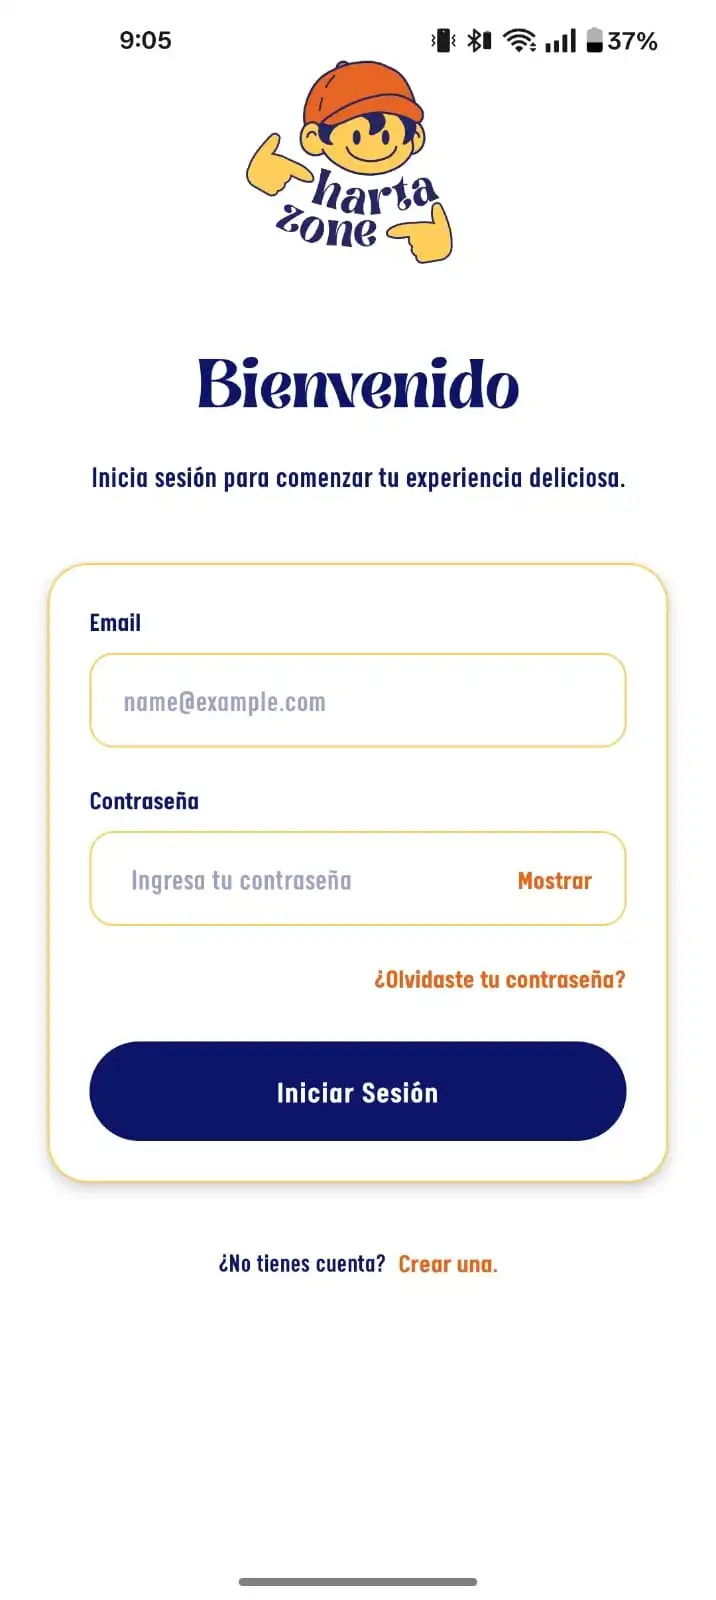 9:05
37%
harta
zone
Bienvenido
Inicia sesión para comenzar tu experiencia deliciosa.
Email
name@example.com
Contraseña
Ingresa tu contraseña Mostrar
¿Olvidaste tu contraseña?
Iniciar Sesión
¿No tienes cuenta? Crear una.